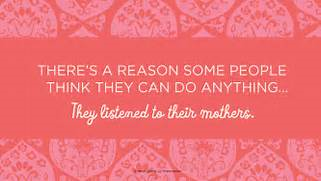 THERE'S A REASON SOME PEOPLE
THINK THEY CAN DO ANYTHING...
They listened to their mothers.